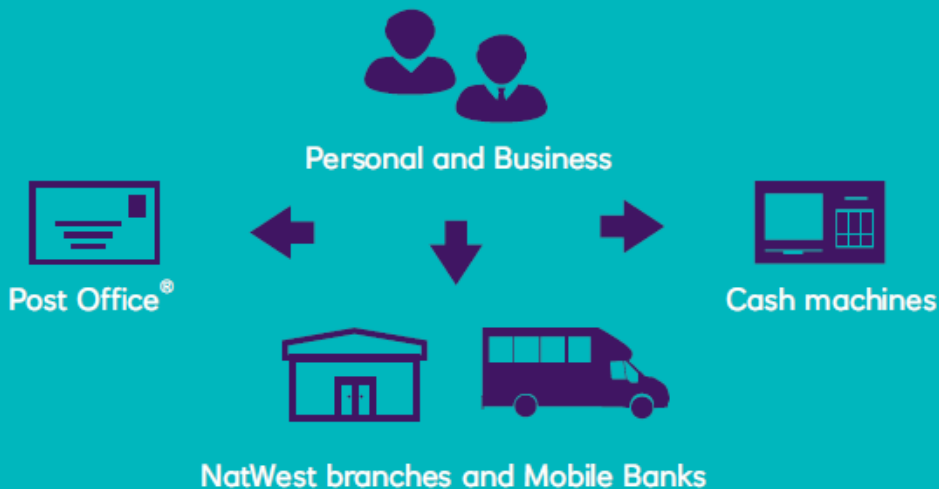 Personal and Business
Post Office®
Cash machines
NatWest branches and Mobile Banks